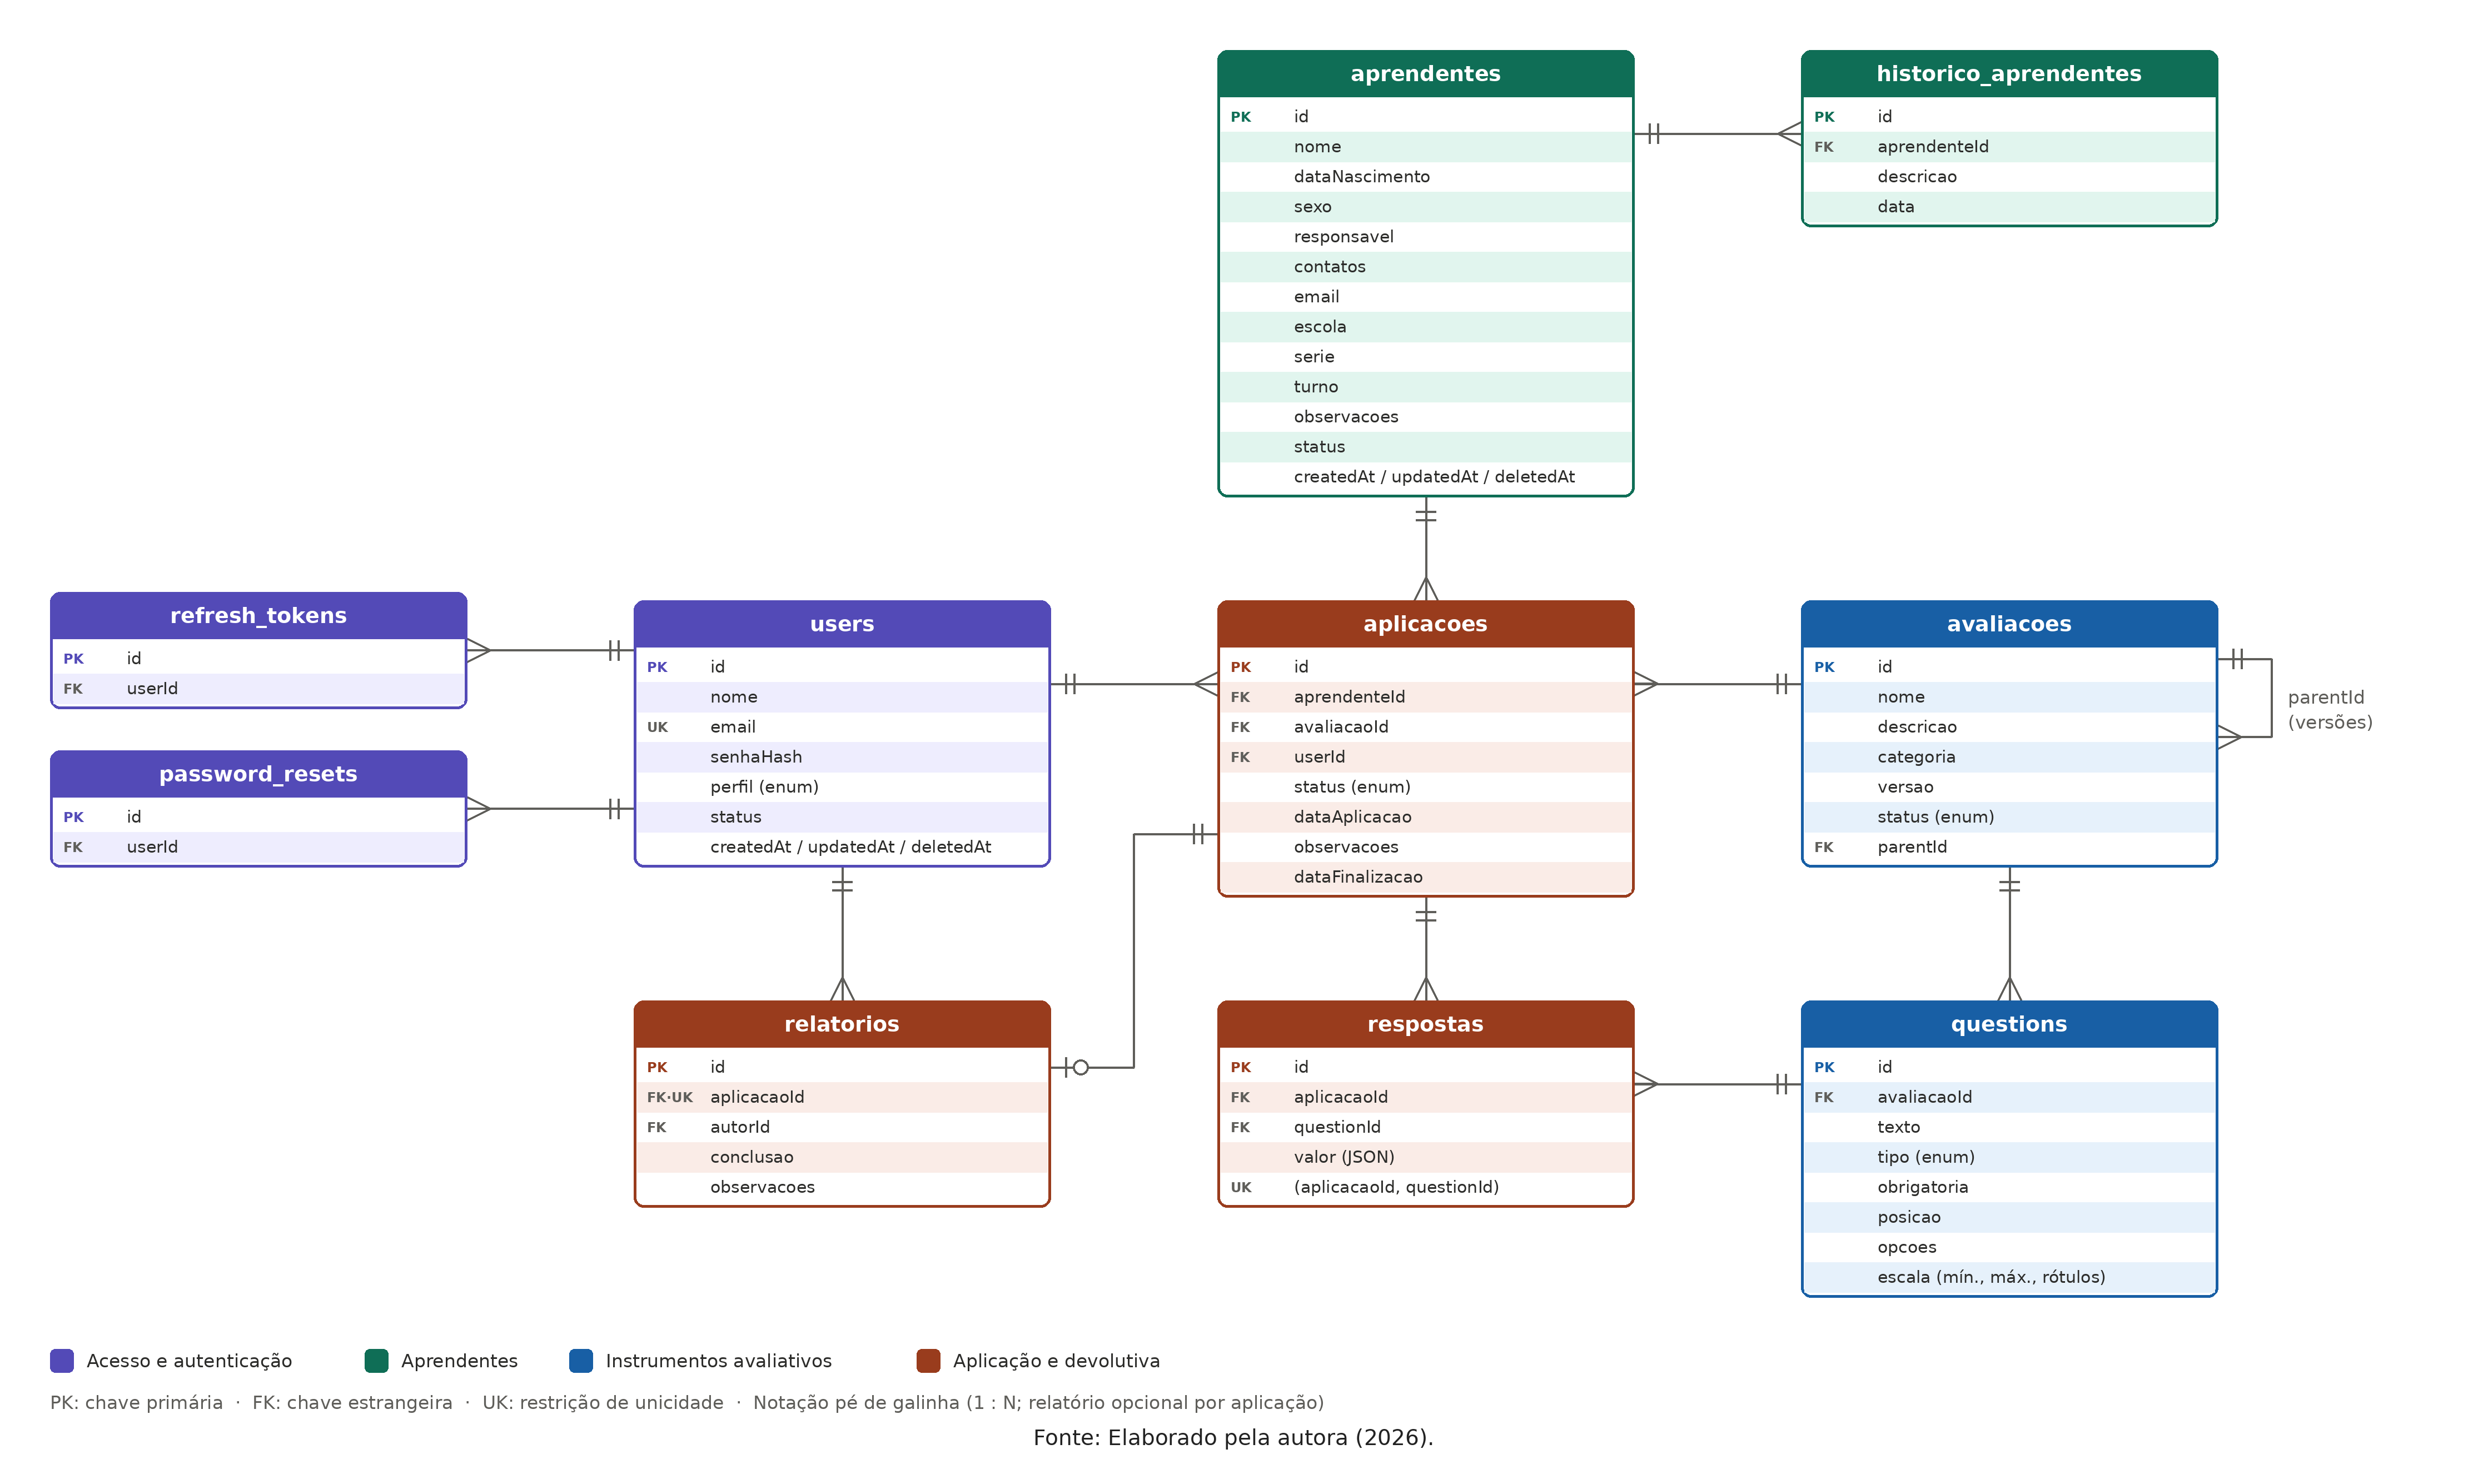 aprendentes
PK id
nome
dataNascimento
sexo
responsavel
contatos
email
escola
serie
turno
observacoes
status
createdAt / updatedAt / deletedAt
historico_aprendentes
PK id
FK aprendenteId
descricao
data
refresh_tokens
PK id
FK userId
password_resets
PK id
FK userId
users
PK id
nome
UK email
senhaHash
perfil (enum)
status
createdAt / updatedAt / deletedAt
aplicacoes
PK id
FK aprendenteId
FK avaliacaoId
FK userId
status (enum)
dataAplicacao
observacoes
dataFinalizacao
avaliacoes
PK id
nome
descricao
categoria
versao
status (enum)
FK parentId
parentId
(versões)
relatorios
PK id
FK·UK aplicacaoId
FK autorId
conclusao
observacoes
respostas
PK id
FK aplicacaoId
FK questionId
valor (JSON)
UK (aplicacaoId, questionId)
questions
PK id
FK avaliacaoId
texto
tipo (enum)
obrigatoria
posicao
opcoes
escala (mín., máx., rótulos)
Acesso e autenticação Aprendentes Instrumentos avaliativos Aplicação e devolutiva
PK: chave primária · FK: chave estrangeira · UK: restrição de unicidade · Notação pé de galinha (1 : N; relatório opcional por aplicação)
Fonte: Elaborado pela autora (2026).